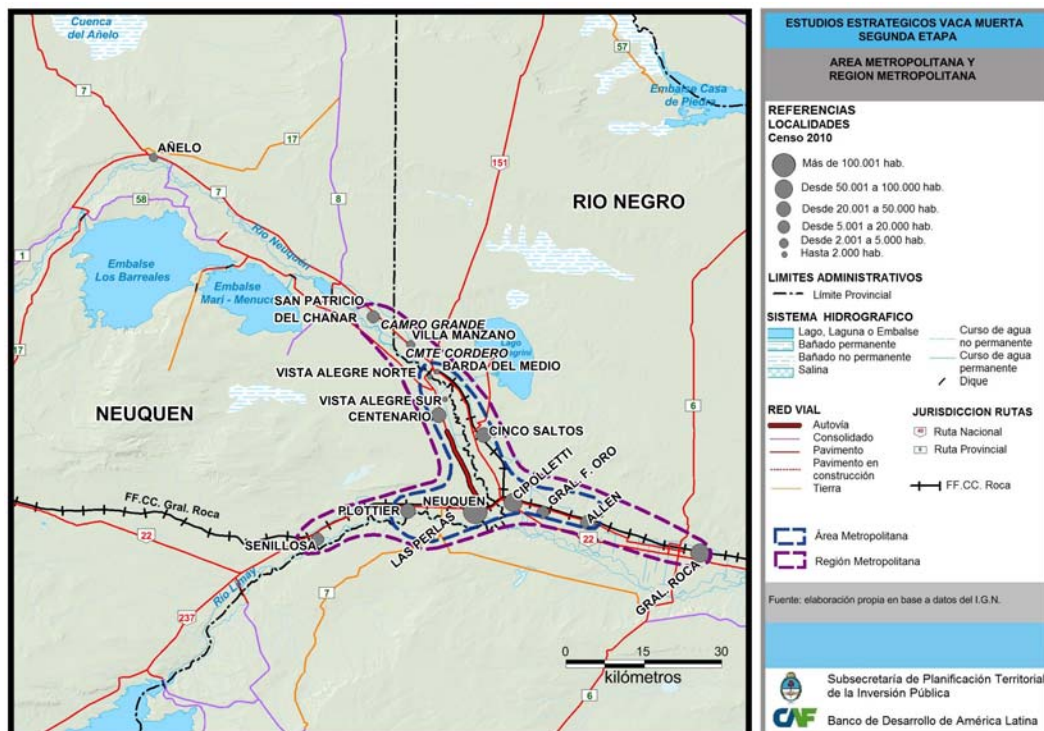 Cuenca
del Añelo
7
57
Embalse Casa
de Piedra
17
AÑELO
7
151
58
8
RIO NEGRO
1
Río Neuquén
Embalse
Los Barreales
Embalse
Mari - Menuco
SAN PATRICIO
DEL CHAÑAR
CAMPO GRANDE
VILLA MANZANO
17
CMTE CORDERO
Lago
BARDA DEL MEDIO
VISTA ALEGRE NORTE
VISTA ALEGRE SUR
NEUQUEN
CENTENARIO
6
CINCO SALTOS
CIPOLLETTI
GRAL. F. ORO
FF.CC. Gral. Roca
NEUQUEN
PLOTTIER
ALLEN
LAS PERLAS
22
SENILLOSA
22
GRAL. ROCA
Río Limay
7
237
0 15 30
kilómetros
6
ESTUDIOS ESTRATEGICOS VACA MUERTA
SEGUNDA ETAPA
AREA METROPOLITANA Y
REGION METROPOLITANA
REFERENCIAS
LOCALIDADES
Censo 2010
Más de 100.001 hab.
Desde 50.001 a 100.000 hab.
Desde 20.001 a 50.000 hab.
Desde 5.001 a 20.000 hab.
Desde 2.001 a 5.000 hab.
Hasta 2.000 hab.
LIMITES ADMINISTRATIVOS
Límite Provincial
SISTEMA HIDROGRAFICO
Lago, Laguna o Embalse
Bañado permanente
Bañado no permanente
Salina
Curso de agua
no permanente
Curso de agua
permanente
Dique
RED VIAL
Autovía
Consolidado
Pavimento
Pavimento en
construcción
Tierra
JURISDICCION RUTAS
Ruta Nacional
Ruta Provincial
FF.CC. Roca
Área Metropolitana
Región Metropolitana
Fuente: elaboración propia en base a datos del I.G.N.
Subsecretaría de Planificación Territorial
de la Inversión Pública
CAF Banco de Desarrollo de América Latina